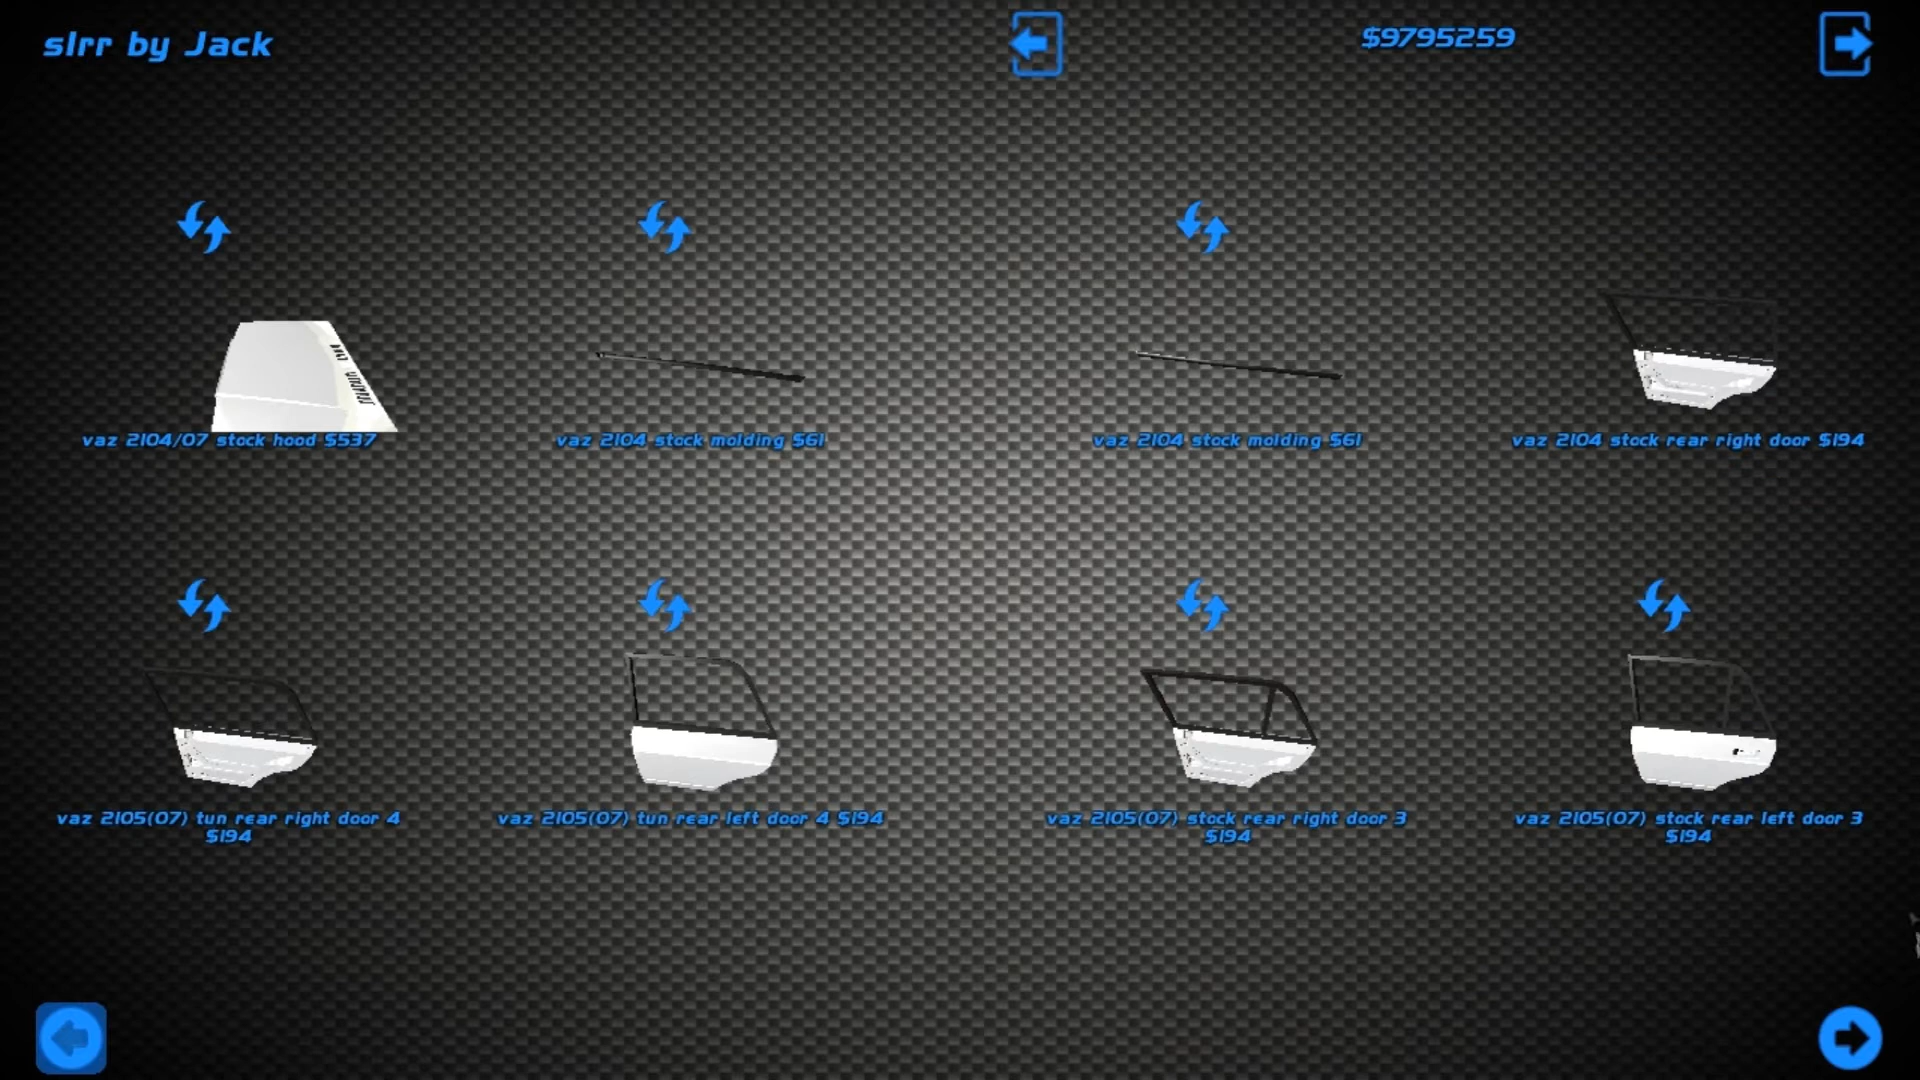 slrr by Jack
$9795259
vaz 2104/07 stock hood $537
vaz 2104 stock molding $61
vaz 2104 stock molding $61
vaz 2104 stock rear right door $194
vaz 2105(07) tun rear right door 4
$194
vaz 2105(07) tun rear left door 4 $194
vaz 2105(07) stock rear right door 3
$194
vaz 2105(07) stock rear left door 3
$194